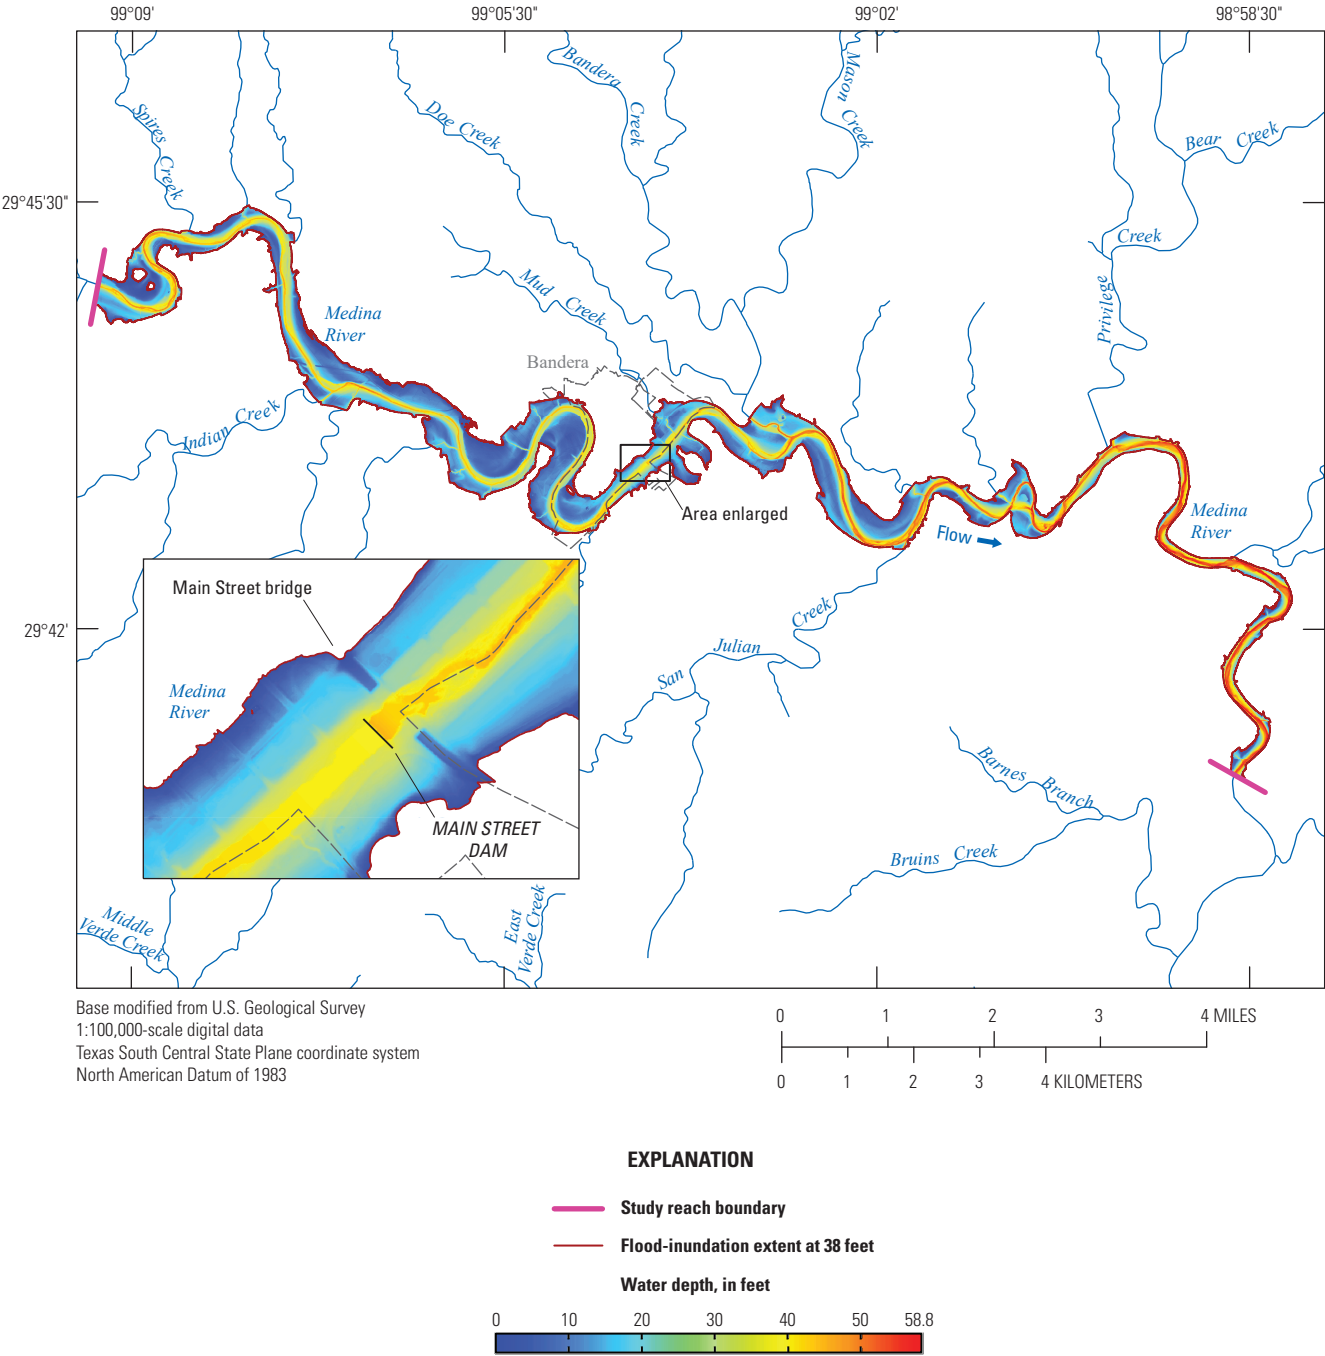 99°09'
99°05'30"
99°02'
98°58'30"
29°45'30"
29°42'
Spires Creek
Doe Creek
Bandera
Creek
Mason Creek
Bear Creek
Creek
Privilege
Mud Creek
Medina
River
Bandera
Indian Creek
Area enlarged
Flow
Medina
River
Main Street bridge
Medina
River
MAIN STREET
DAM
San Julian Creek
Barnes Branch
Bruins Creek
Middle
Verde Creek
East
Verde Creek
Base modified from U.S. Geological Survey
1:100,000-scale digital data
Texas South Central State Plane coordinate system
North American Datum of 1983
0 1 2 3 4 MILES
0 1 2 3 4 KILOMETERS
EXPLANATION
Study reach boundary
Flood-inundation extent at 38 feet
Water depth, in feet
0 10 20 30 40 50 58.8